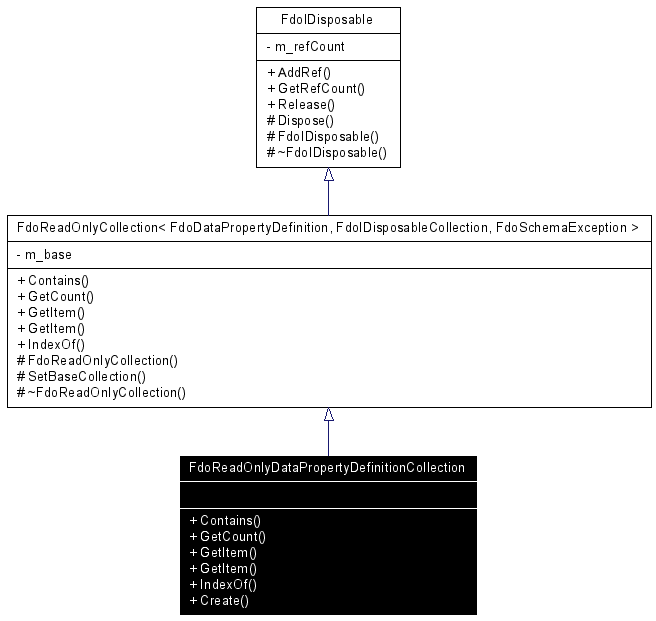 FdoIDisposable
- m_refCount
+ AddRef()
+ GetRefCount()
+ Release()
# Dispose()
# FdoIDisposable()
# ~FdoIDisposable()
FdoReadOnlyCollection< FdoDataPropertyDefinition, FdoIDisposableCollection, FdoSchemaException >
- m_base
+ Contains()
+ GetCount()
+ GetItem()
+ GetItem()
+ IndexOf()
# FdoReadOnlyCollection()
# SetBaseCollection()
# ~FdoReadOnlyCollection()
FdoReadOnlyDataPropertyDefinitionCollection
+ Contains()
+ GetCount()
+ GetItem()
+ GetItem()
+ IndexOf()
+ Create()